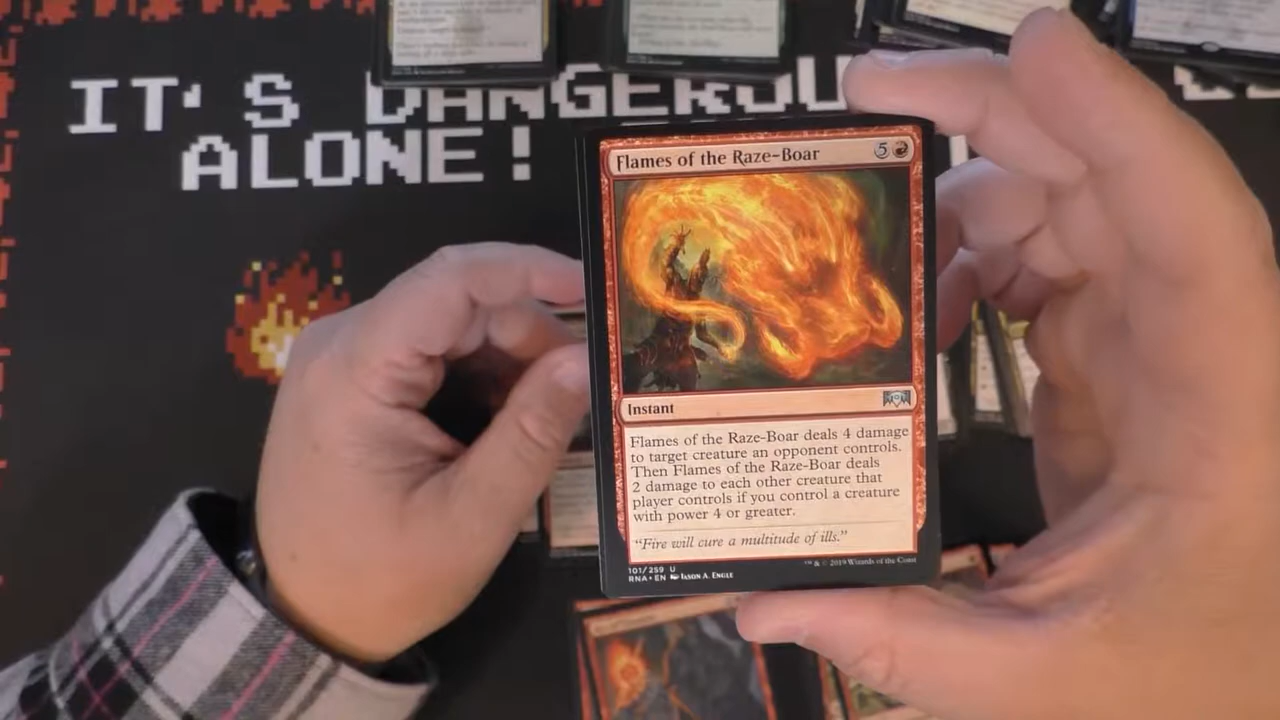 IT'S DANGEROU
ALONE!
Flames of the Raze-Boar 5
Instant
Flames of the Raze-Boar deals 4 damage
to target creature an opponent controls.
Then Flames of the Raze-Boar deals
2 damage to each other creature that
player controls if you control a creature
with power 4 or greater.
"Fire will cure a multitude of ills."
101/259 U
RNA • EN Jason A. Engle
™ & © 2019 Wizards of the Coast